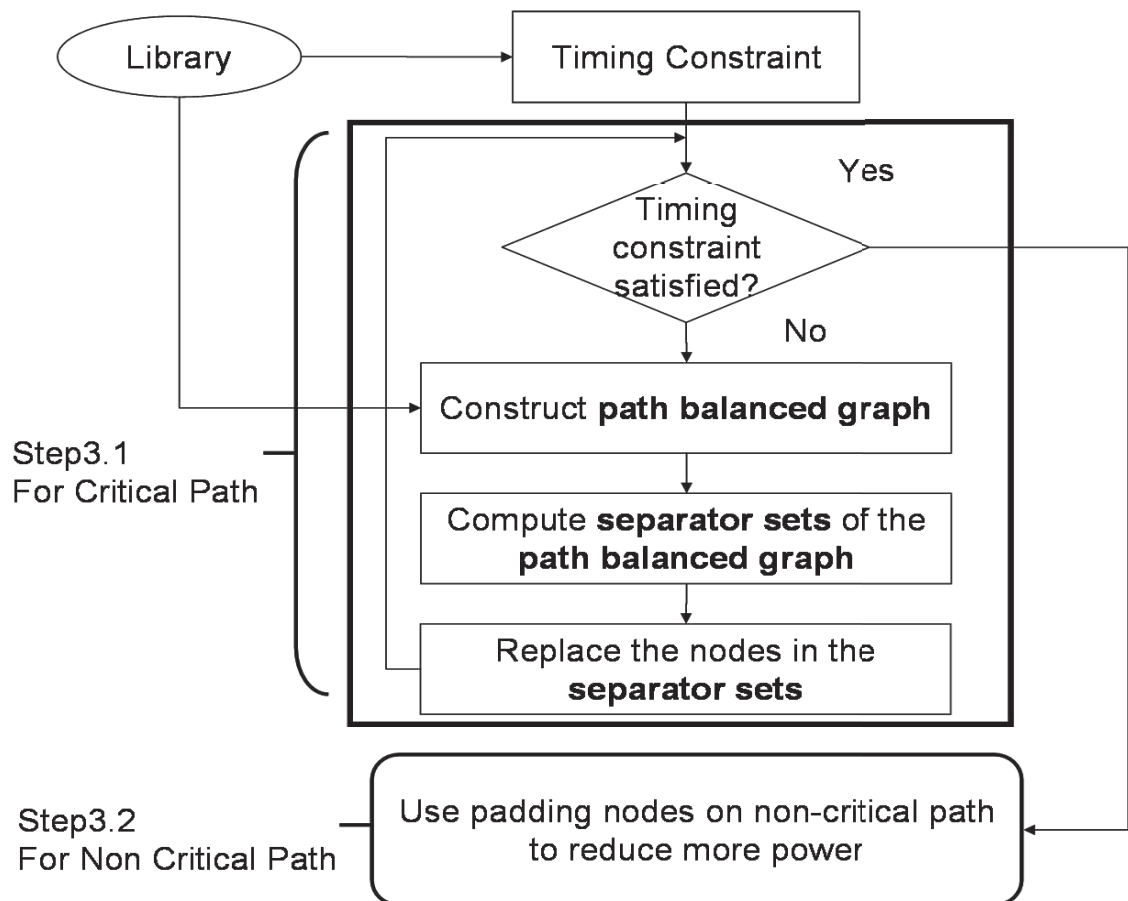 Library
Timing Constraint
Yes
Timing
constraint
satisfied?
No
Construct path balanced graph
Step3.1
For Critical Path
Compute separator sets of the
path balanced graph
Replace the nodes in the
separator sets
Step3.2
For Non Critical Path
Use padding nodes on non-critical path
to reduce more power